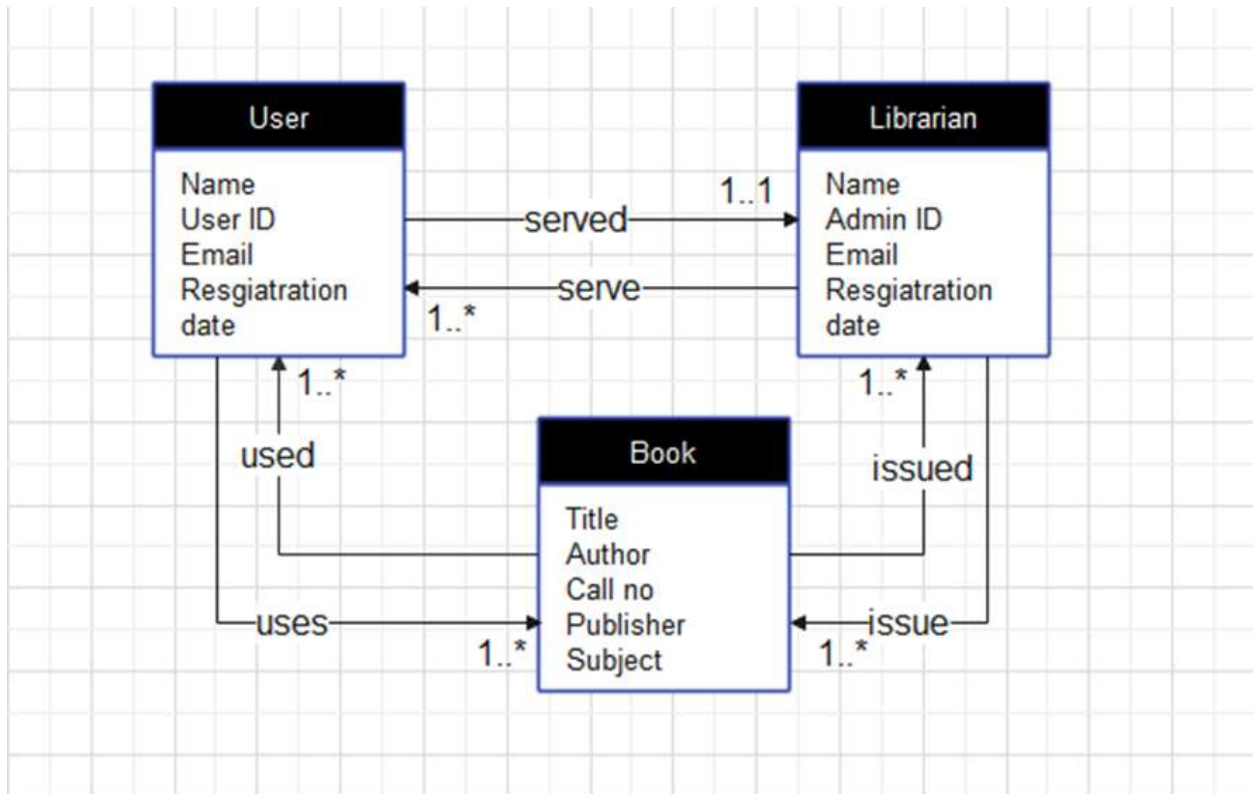 User
Name
User ID
Email
Resgiatration
date
served
1..1
serve
1..*
Librarian
Name
Admin ID
Email
Resgiatration
date
1..*
used
uses
1..*
Book
Title
Author
Call no
Publisher
Subject
1..*
issued
issue
1..*